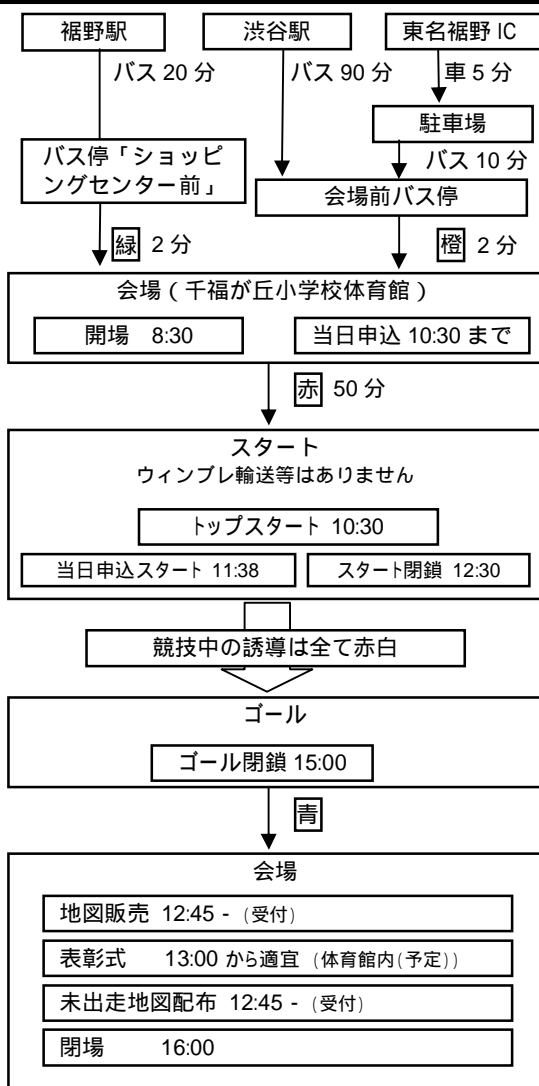 裾野駅
渋谷駅
東名裾野 IC
バス 20 分
バス 90 分
車 5 分
駐車場
バス停「ショッピ
ングセンター前」
バス 10 分
会場前バス停
緑 2 分
橙 2 分
会場 ( 千福が丘小学校体育館 )
開場 8:30
当日申込 10:30 まで
赤 50 分
スタート
ウィンブレ輸送等はありません
トップスタート 10:30
当日申込スタート 11:38
スタート閉鎖 12:30
競技中の誘導は全て赤白
ゴール
ゴール閉鎖 15:00
青
会場
地図販売 12:45 - (受付)
表彰式 13:00 から適宜 (体育館内(予定))
未出走地図配布 12:45 - (受付)
閉場 16:00